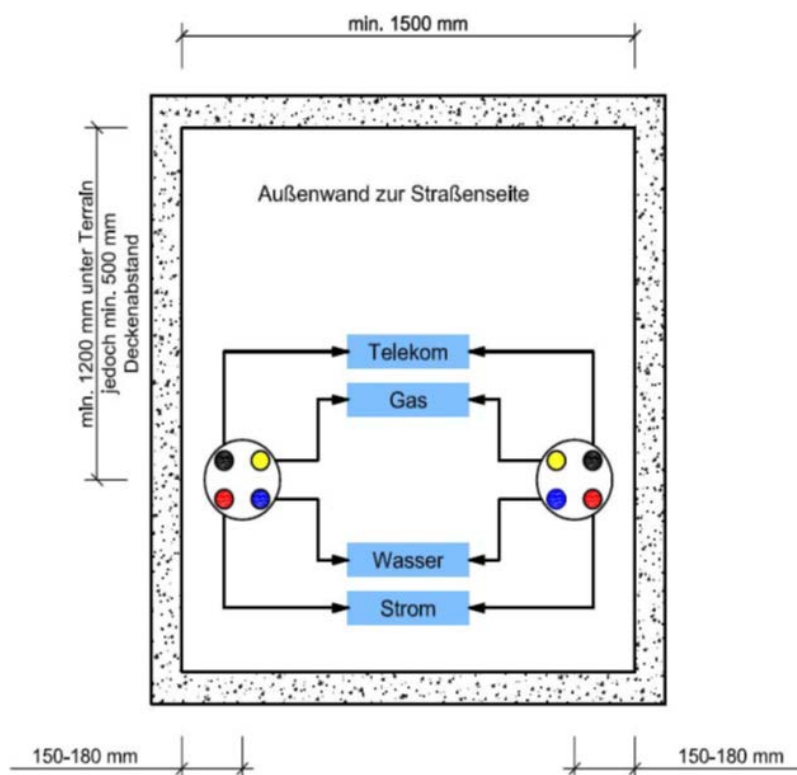 min. 1500 mm
Außenwand zur Straßenseite
min. 1200 mm unter Terrain
jedoch min. 500 mm
Deckenabstand
Telekom
Gas
Wasser
Strom
150-180 mm
150-180 mm